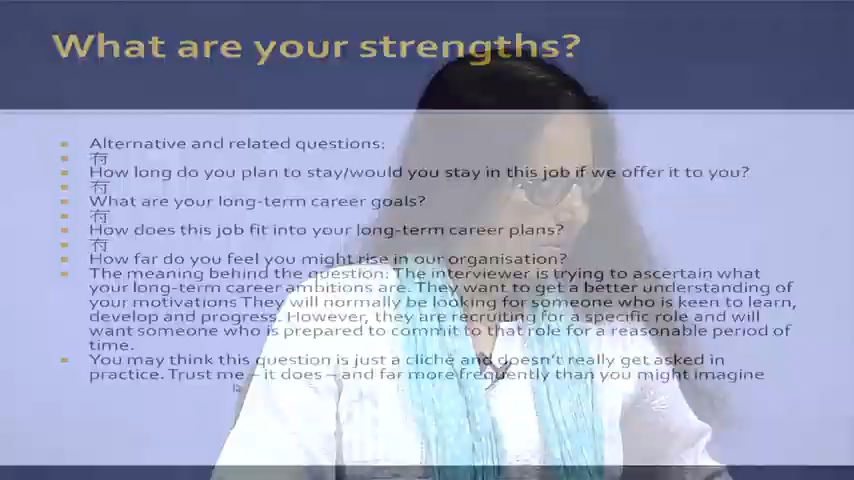 What are your strengths?
Alternative and related questions:
有
How long do you plan to stay/would you stay in this job if we offer it to you?
有
What are your long-term career goals?
有
How does this job fit into your long-term career plans?
有
How far do you feel you might rise in our organisation?
The meaning behind the question: The interviewer is trying to ascertain what
your long-term career ambitions are. They want to get a better understanding of
your motivations They will normally be looking for someone who is keen to learn,
develop and progress. However, they are recruiting for a specific role and will
want someone who is prepared to commit to that role for a reasonable period of
time.
You may think this question is just a cliché and doesn't really get asked in
practice. Trust me – it does – and far more frequently than you might imagine